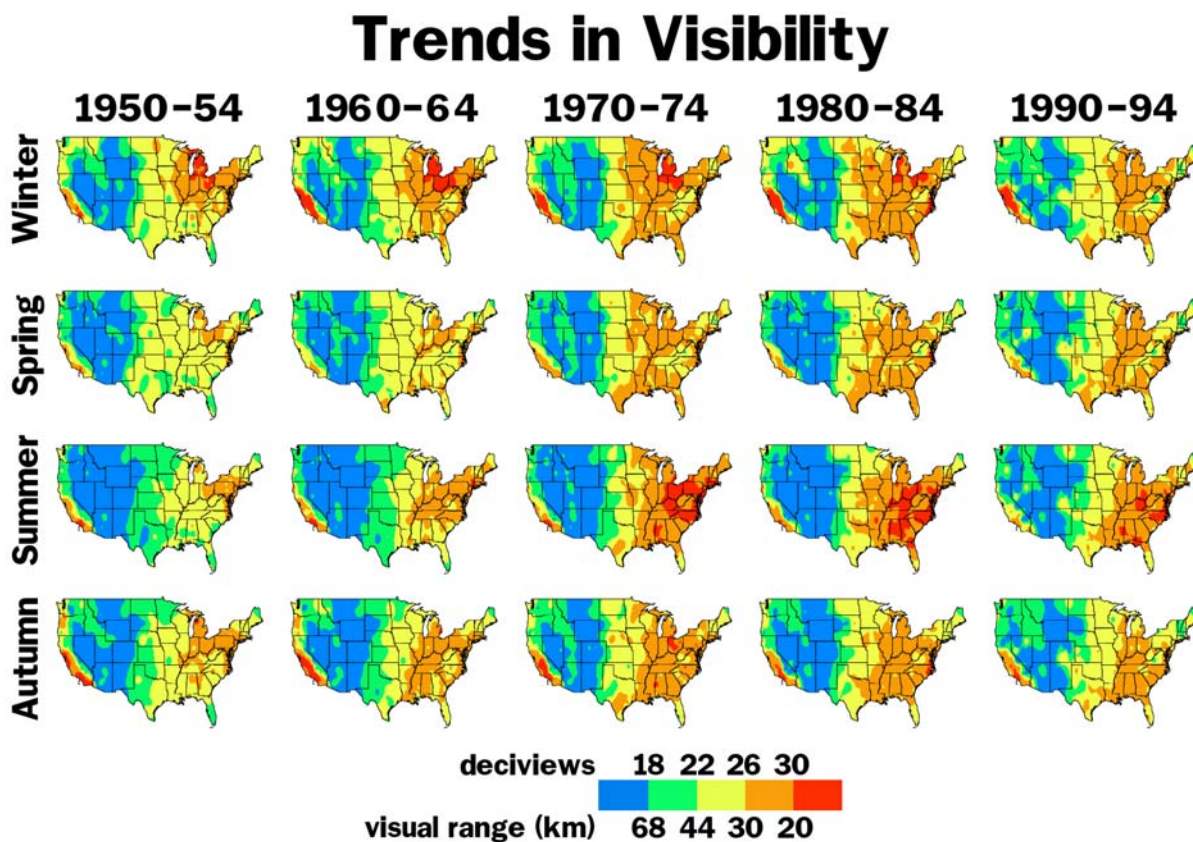 Trends in Visibility
1950-54 1960-64 1970-74 1980-84 1990-94
Winter
Spring
Summer
Autumn
deciviews 18 22 26 30
visual range (km) 68 44 30 20